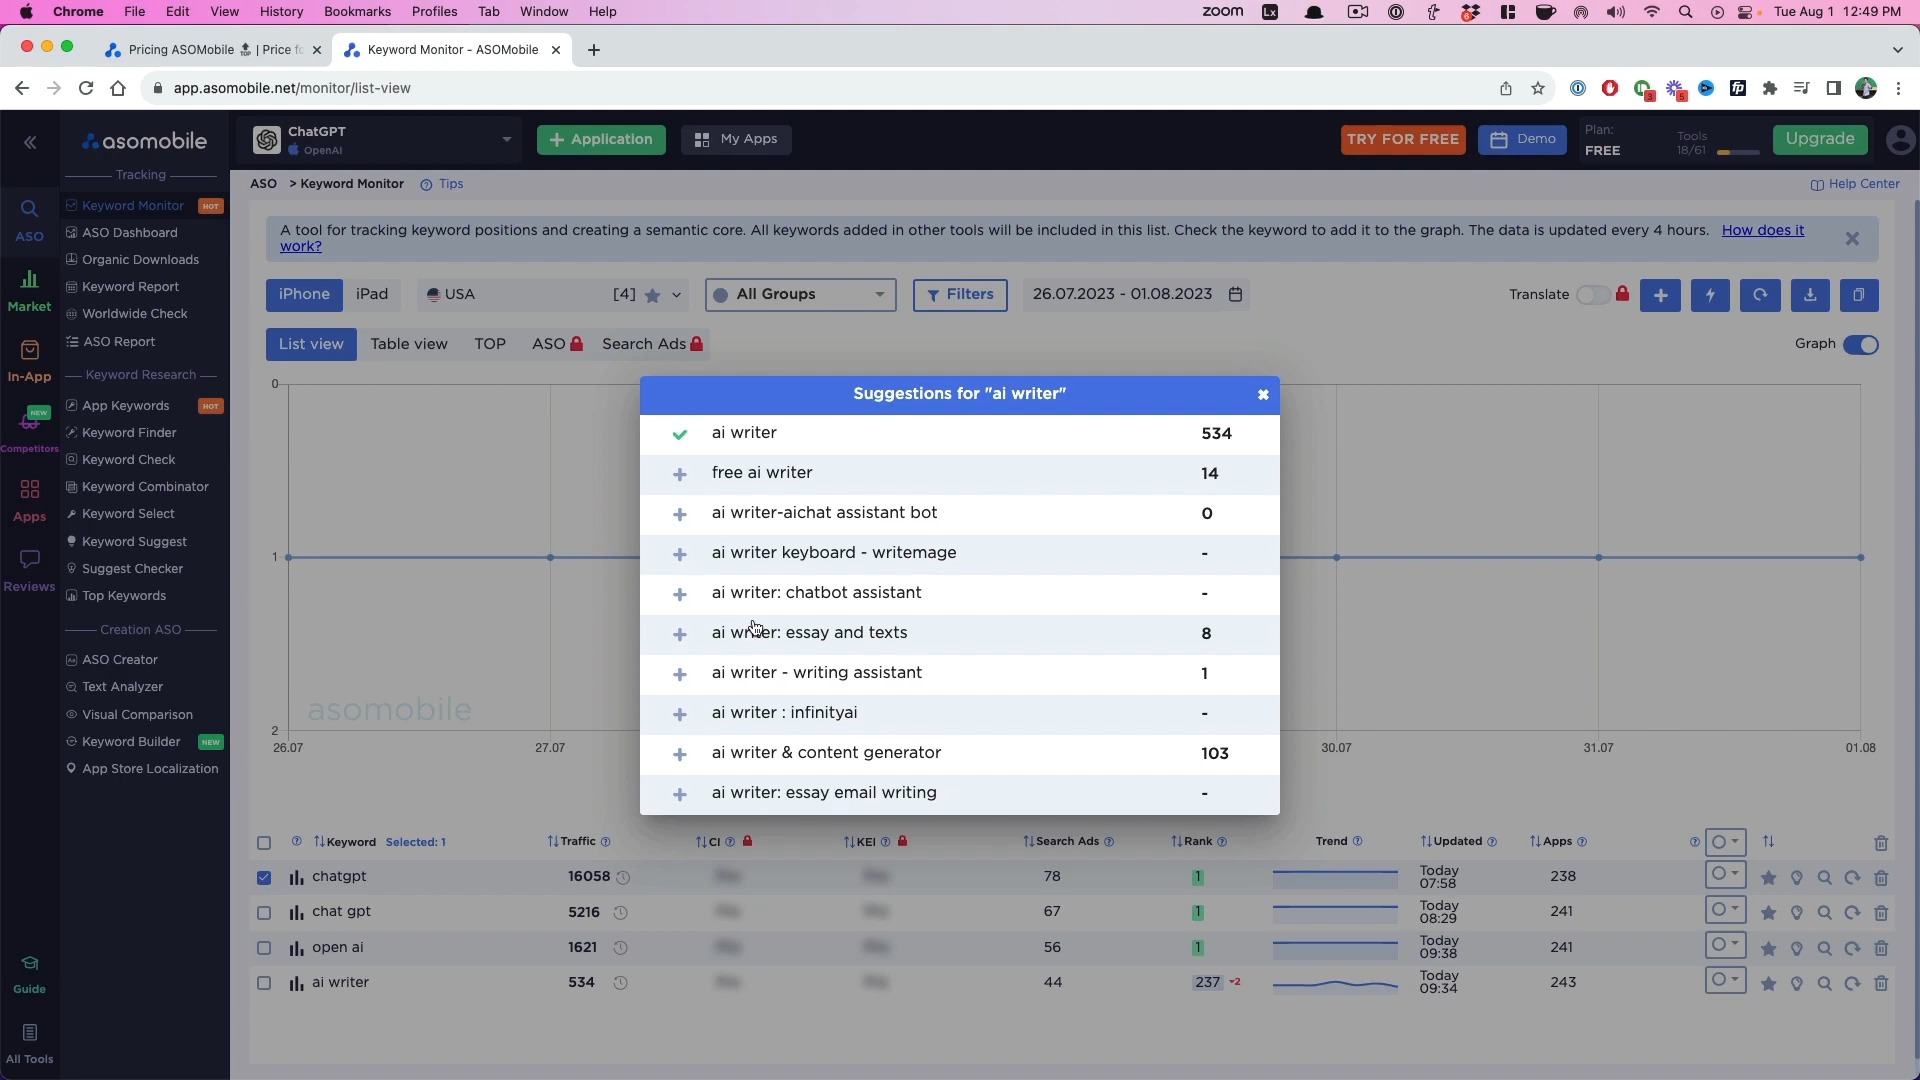 Chrome File Edit View History Bookmarks Profiles Tab Window Help
zoom Lx 6 Tue Aug 1 12:49 PM
Pricing ASOMobile | Price fo
Keyword Monitor - ASOMobile
app.asomobile.net/monitor/list-view
3 5
asomobile
ChatGPT
OpenAI
+ Application
My Apps
TRY FOR FREE
Demo
Plan:
FREE
Tools
18/61
Upgrade
ASO
Market
In-App
NEW
Competitors
Apps
Reviews
Guide
All Tools
Tracking
Keyword Monitor HOT
ASO Dashboard
Organic Downloads
Keyword Report
Worldwide Check
ASO Report
Keyword Research
App Keywords HOT
Keyword Finder
Keyword Check
Keyword Combinator
Keyword Select
Keyword Suggest
Suggest Checker
Top Keywords
Creation ASO
ASO Creator
Text Analyzer
Visual Comparison
Keyword Builder NEW
App Store Localization
ASO > Keyword Monitor Tips
Help Center
A tool for tracking keyword positions and creating a semantic core. All keywords added in other tools will be included in this list. Check the keyword to add it to the graph. The data is updated every 4 hours. How does it
work?
iPhone iPad USA [4] All Groups Filters 26.07.2023 - 01.08.2023 Translate
List view Table view TOP ASO Search Ads Graph
0
1
2
asomobile
26.07 27.07 30.07 31.07 01.08
Suggestions for "ai writer"
ai writer 534
free ai writer 14
ai writer-aichat assistant bot 0
ai writer keyboard - writemage -
ai writer: chatbot assistant -
ai writer: essay and texts 8
ai writer - writing assistant 1
ai writer : infinityai -
ai writer & content generator 103
ai writer: essay email writing -
Keyword Selected: 1 Traffic CI KEI Search Ads Rank Trend Updated Apps
chatgpt 16058 78 1 Today 07:58 238
chat gpt 5216 67 1 Today 08:29 241
open ai 1621 56 1 Today 09:38 241
ai writer 534 44 237 -2 Today 09:34 243